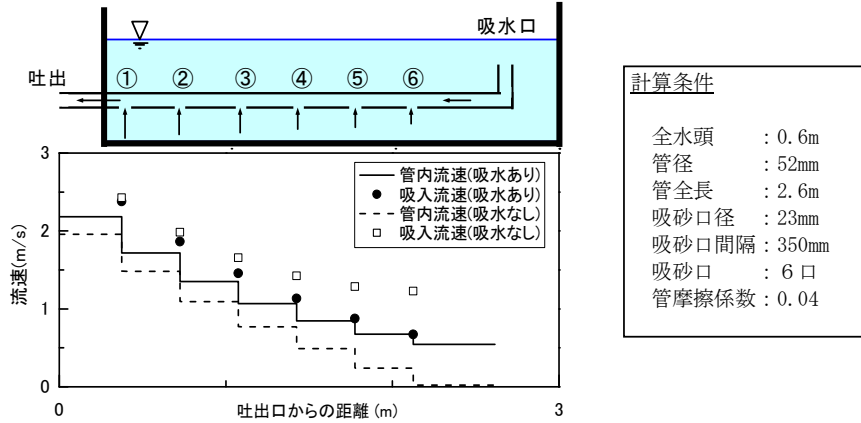 吸水口
吐出
① ② ③ ④ ⑤ ⑥
3
2
1
0
流速(m/s)
管内流速(吸水あり)
吸入流速(吸水あり)
管内流速(吸水なし)
吸入流速(吸水なし)
0
吐出口からの距離 (m)
3
計算条件
全水頭 : 0.6m
管径 : 52mm
管全長 : 2.6m
吸砂口径 : 23mm
吸砂口間隔 : 350mm
吸砂口 : 6口
管摩擦係数 : 0.04